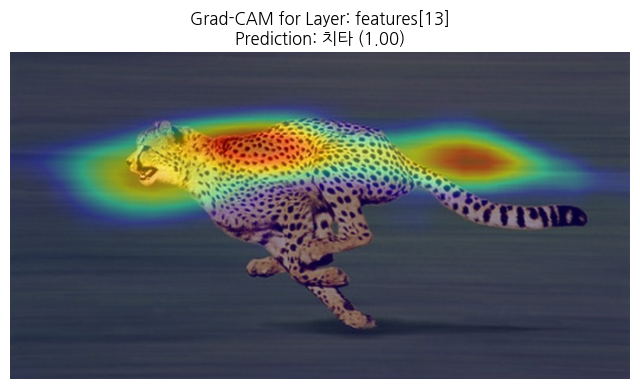 Grad-CAM for Layer: features[13]
Prediction: 치타 (1.00)